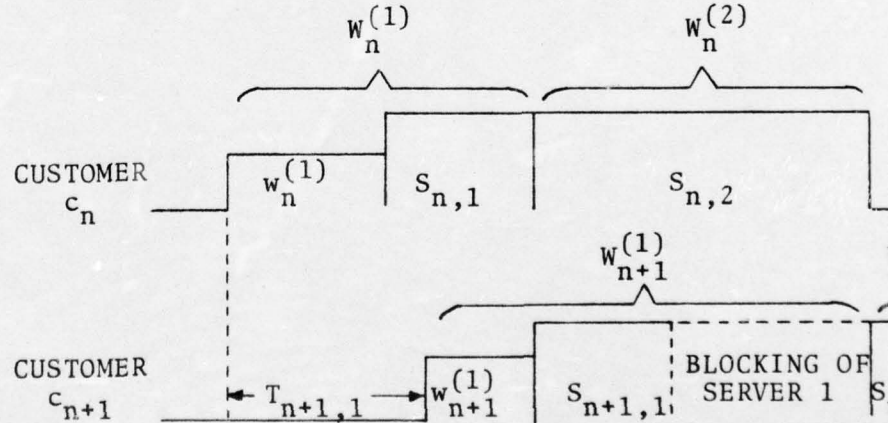 W_n^(1) W_n^(2)
CUSTOMER
c_n
w_n^(1) S_n,1 S_n,2
W_n+1^(1)
CUSTOMER
c_n+1
T_n+1,1 w_n+1^(1) S_n+1,1 BLOCKING OF
SERVER 1 S